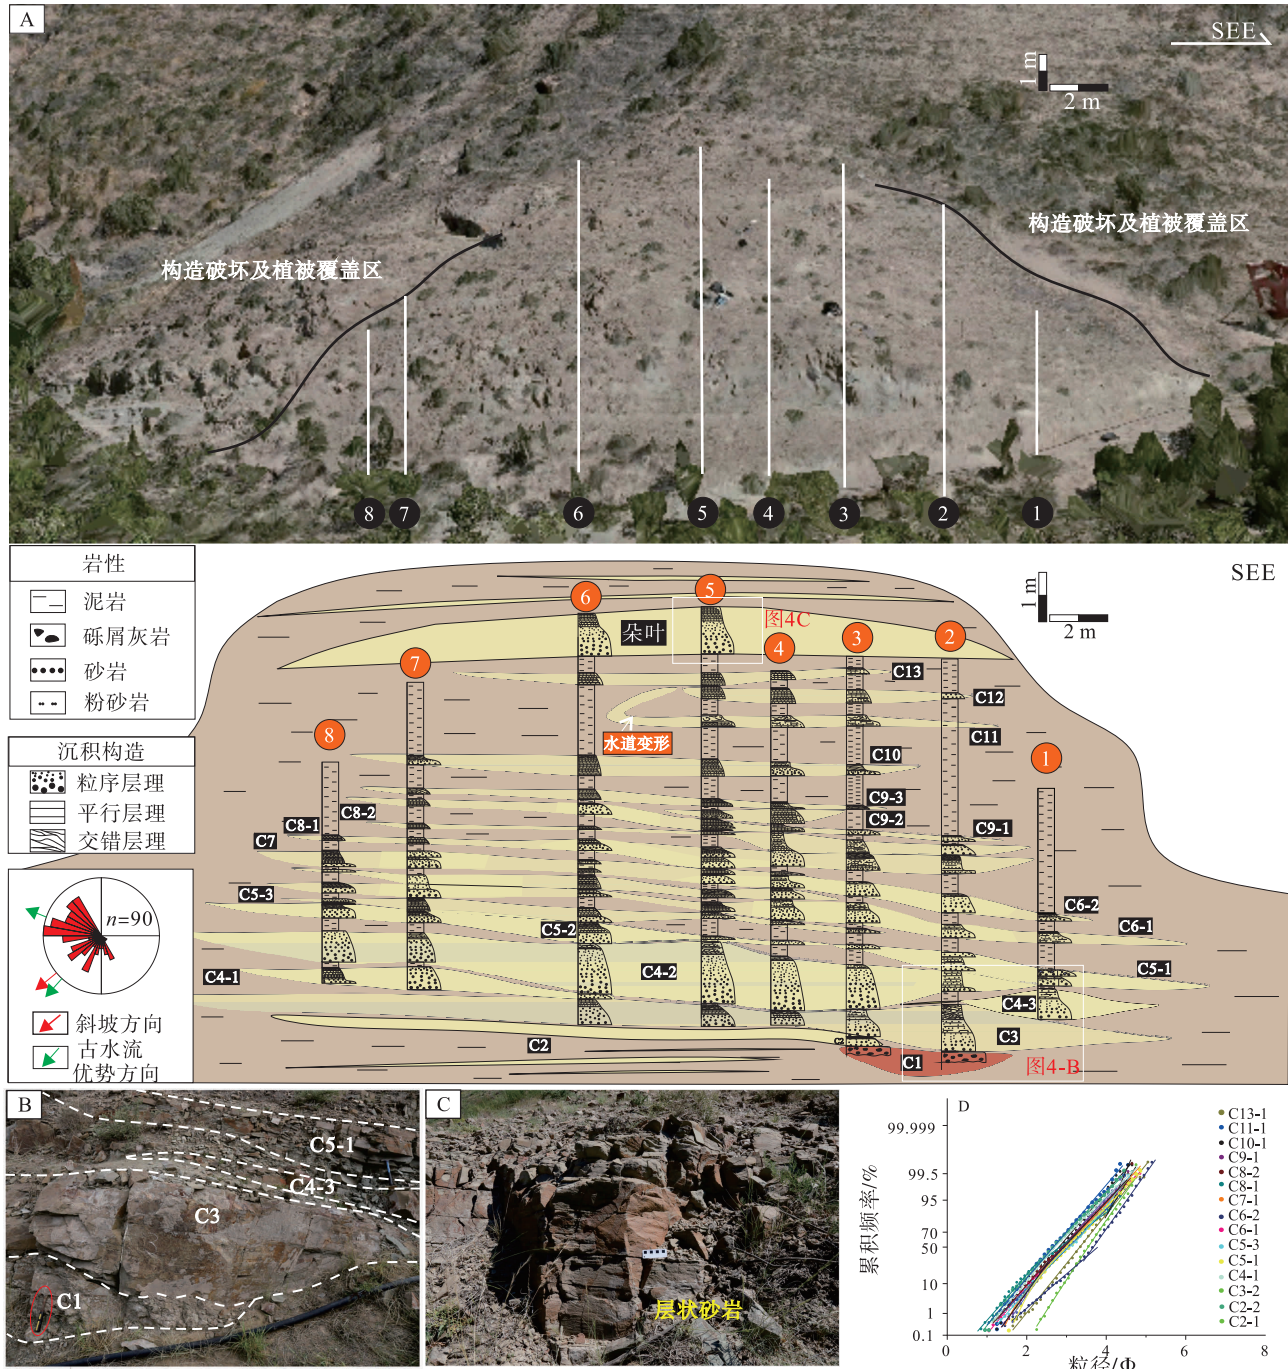 A
SEE
1 m
2 m
构造破坏及植被覆盖区
构造破坏及植被覆盖区
8
7
6
5
4
3
2
1
岩性
泥岩
砾屑灰岩
砂岩
粉砂岩
沉积构造
粒序层理
平行层理
交错层理
n=90
斜坡方向
古水流
优势方向
SEE
1 m
2 m
6
5
图4C
朵叶
4
3
2
7
8
1
C13
C12
C11
水道变形
C10
C9-3
C9-2
C9-1
C8-2
C8-1
C7
C5-3
C6-2
C6-1
C5-2
C5-1
C4-1
C4-2
C4-3
C3
C2
C1
图4-B
B
C5-1
C4-3
C3
C1
C
层状砂岩
D
累积频率/%
99.999
99.5
95
70
50
10
1
0.1
0
2
4
6
8
粒径/Φ
C13-1
C11-1
C10-1
C9-1
C8-2
C8-1
C7-1
C6-2
C6-1
C5-3
C5-1
C4-1
C3-2
C2-2
C2-1